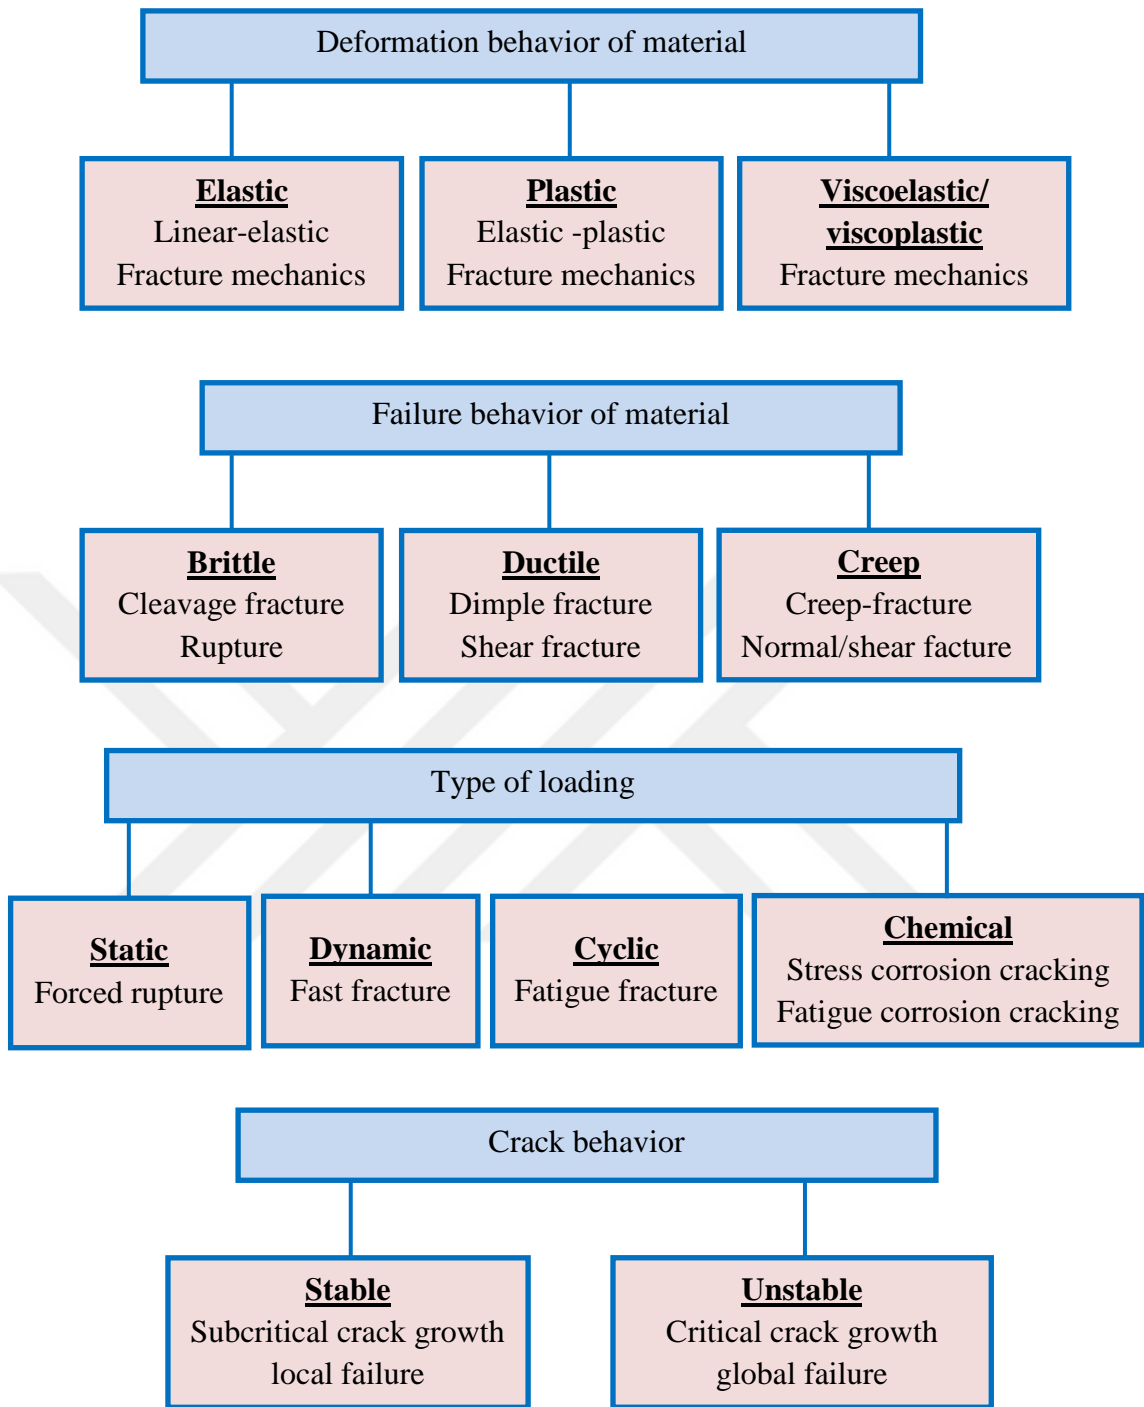 Deformation behavior of material
Elastic
Linear-elastic
Fracture mechanics
Plastic
Elastic -plastic
Fracture mechanics
Viscoelastic/
viscoplastic
Fracture mechanics
Failure behavior of material
Brittle
Cleavage fracture
Rupture
Ductile
Dimple fracture
Shear fracture
Creep
Creep-fracture
Normal/shear facture
Type of loading
Static
Forced rupture
Dynamic
Fast fracture
Cyclic
Fatigue fracture
Chemical
Stress corrosion cracking
Fatigue corrosion cracking
Crack behavior
Stable
Subcritical crack growth
local failure
Unstable
Critical crack growth
global failure